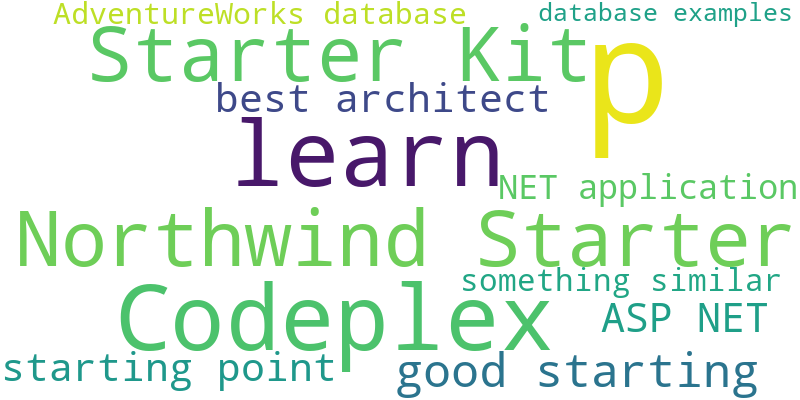 AdventureWorks database
database examples
Starter Kit
p
best architect
learn
NET application
Northwind Starter
something similar
Codeplex
ASP NET
starting point
good starting